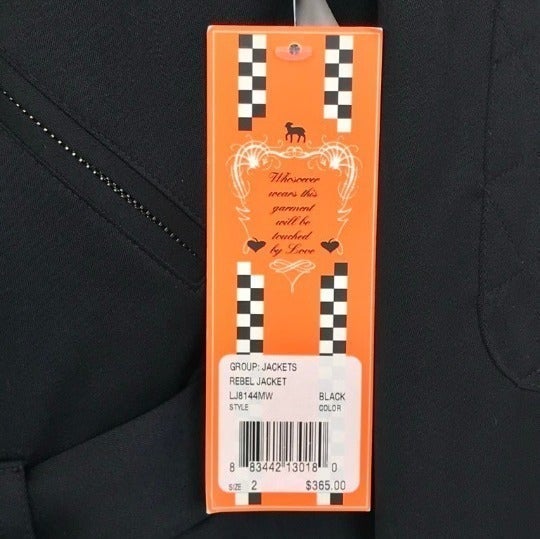 Whosoever
wears this
garment
will be
touched
by Love
GROUP: JACKETS
REBEL JACKET
LJ8144MW BLACK
STYLE COLOR
8 83442 13018 0
SIZE 2 $365.00